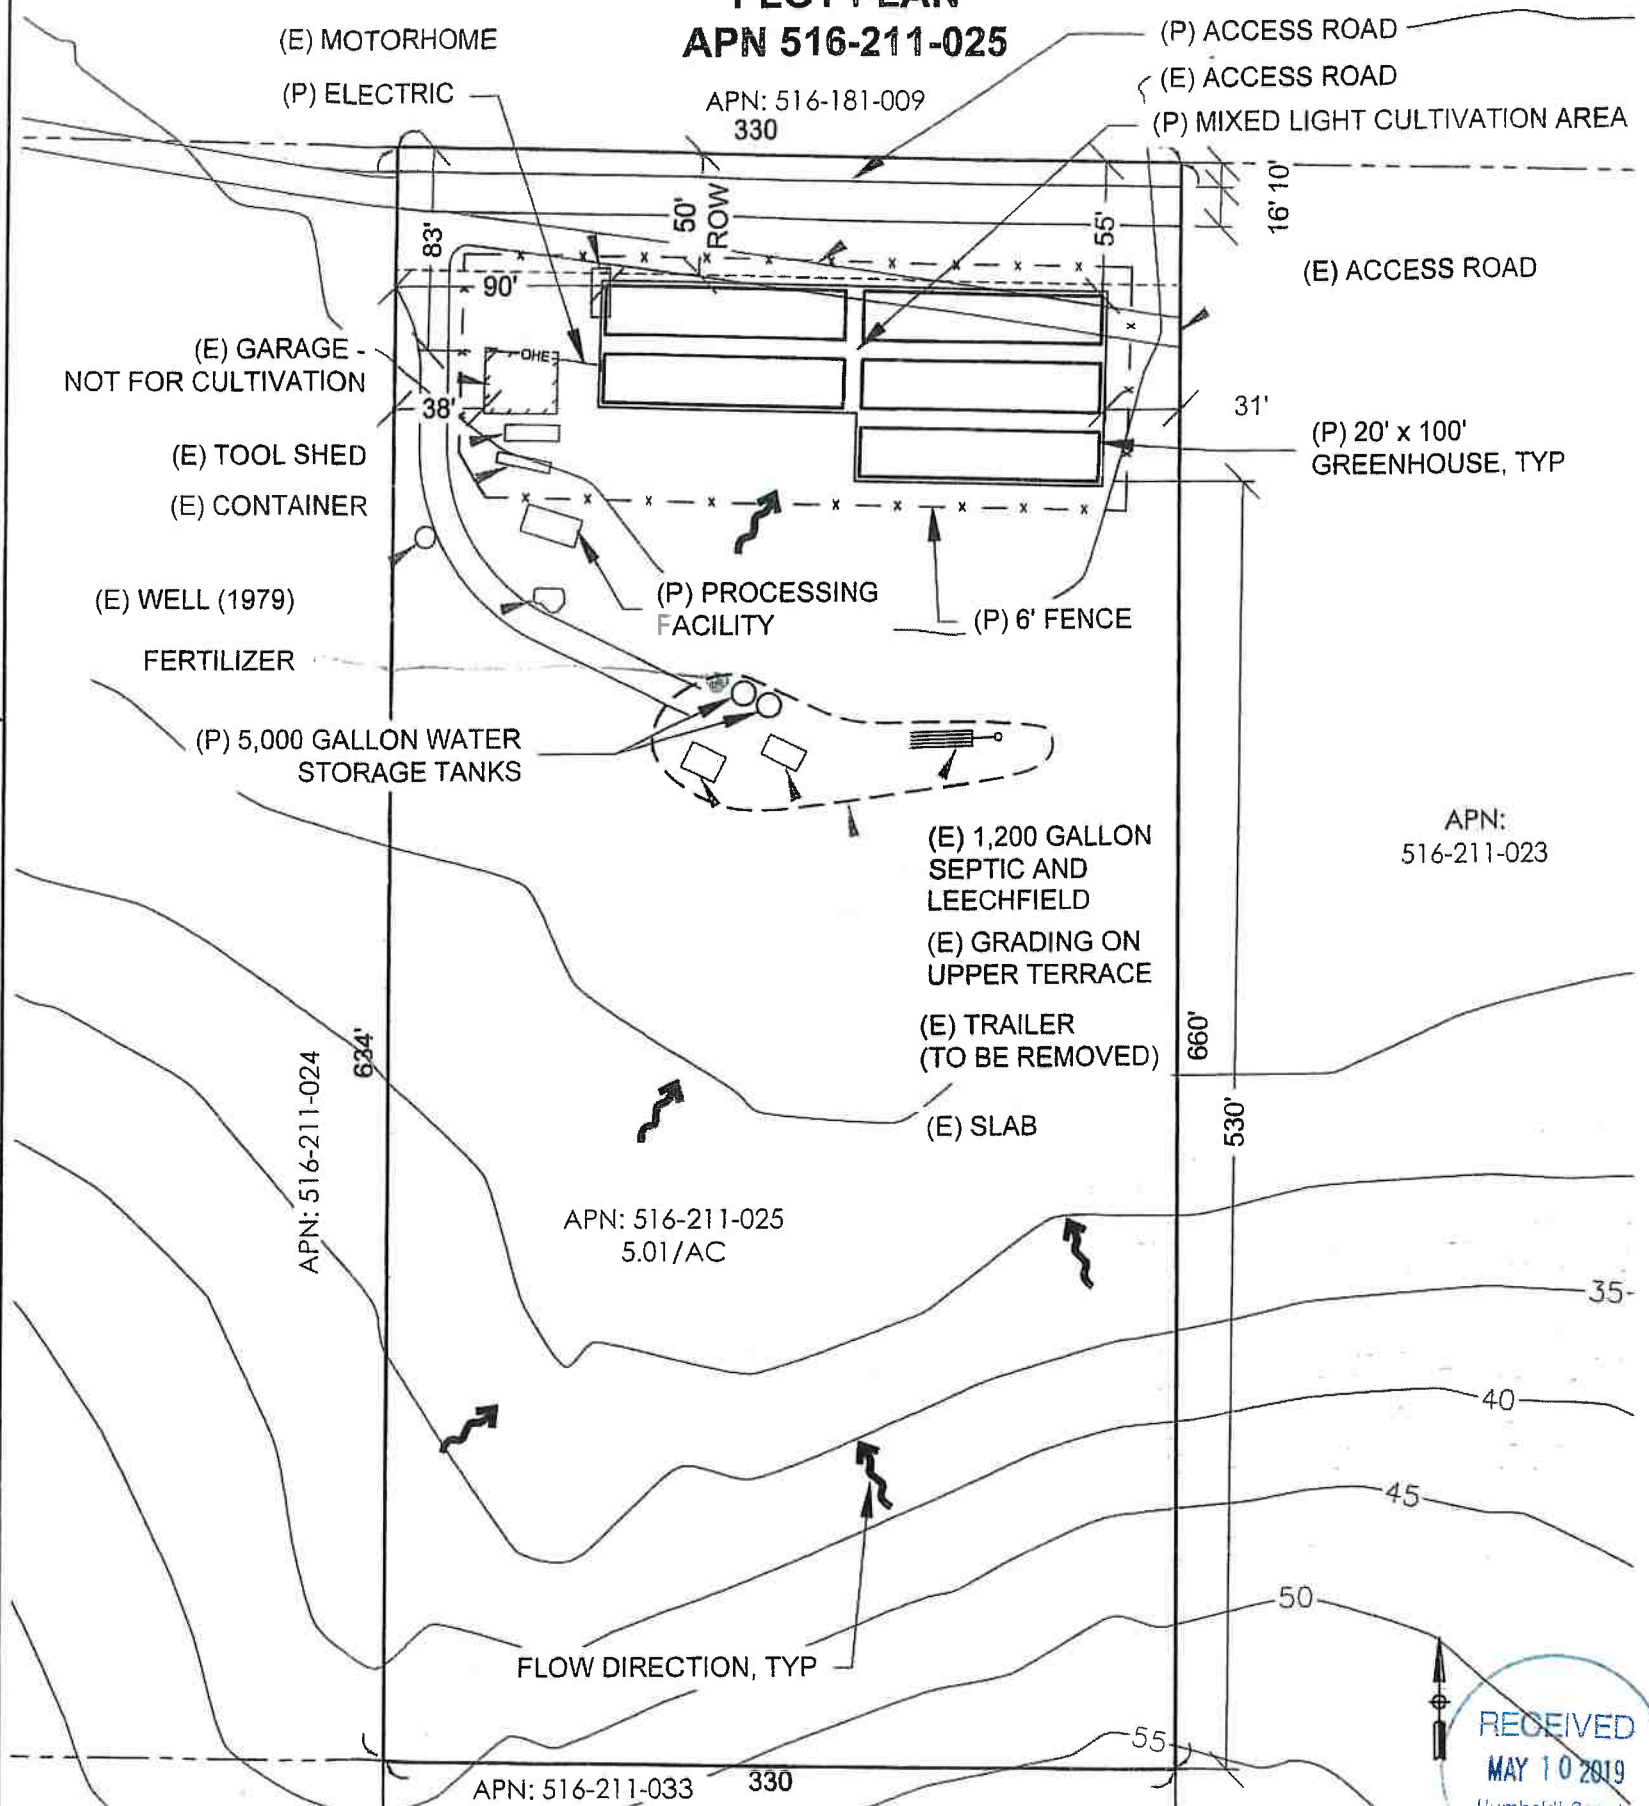 PLOT PLAN
APN 516-211-025
(E) MOTORHOME
(P) ELECTRIC
APN: 516-181-009
330
(P) ACCESS ROAD
(E) ACCESS ROAD
(P) MIXED LIGHT CULTIVATION AREA
16' 10'
50'
ROW
55'
83'
90'
(E) ACCESS ROAD
(E) GARAGE -
NOT FOR CULTIVATION
OHE
38'
31'
(P) 20' x 100'
GREENHOUSE, TYP
(E) TOOL SHED
(E) CONTAINER
(E) WELL (1979)
(P) PROCESSING
FACILITY
(P) 6' FENCE
FERTILIZER
(P) 5,000 GALLON WATER
STORAGE TANKS
(E) 1,200 GALLON
SEPTIC AND
LEECHFIELD
APN:
516-211-023
(E) GRADING ON
UPPER TERRACE
(E) TRAILER
(TO BE REMOVED)
(E) SLAB
634'
660'
530'
APN: 516-211-024
APN: 516-211-025
5.01/AC
35
40
45
50
FLOW DIRECTION, TYP
55
APN: 516-211-033
330
RECEIVED
MAY 10 2019